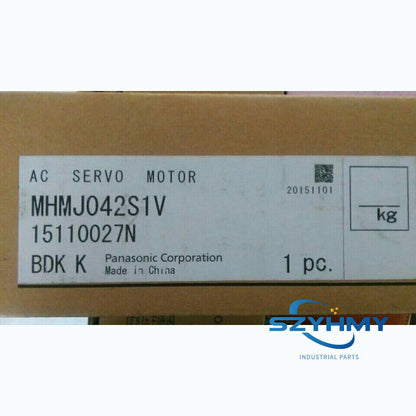 AC SERVO MOTOR
20151101
MHMJ042S1V
15110027N
kg
BDK K Panasonic Corporation
Made in China
1 pc.
SZYHMY
INDUSTRIAL PARTS